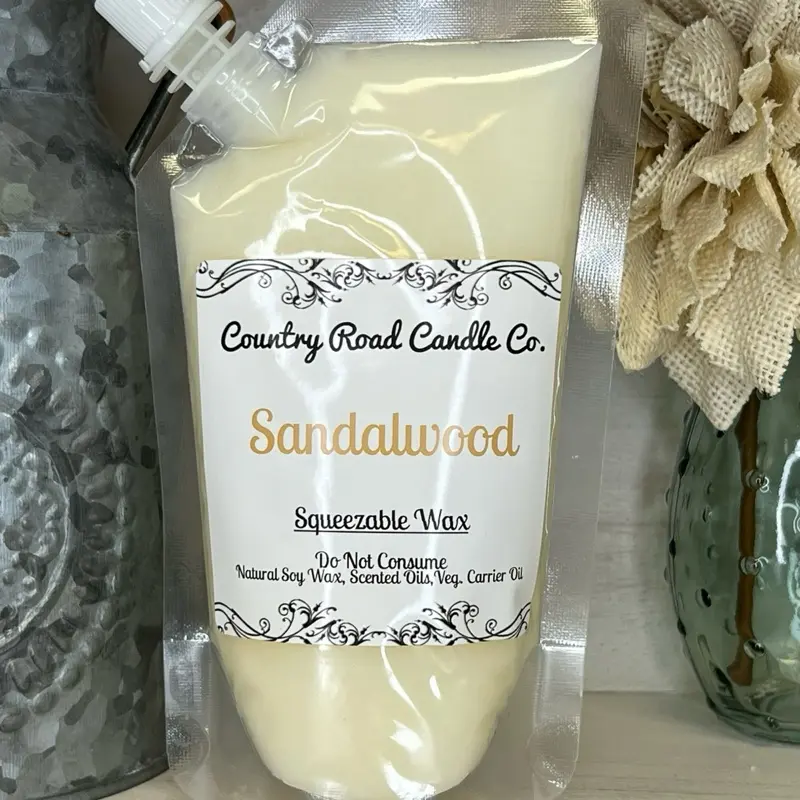 Country Road Candle Co.
Sandalwood
Squeezable Wax
Do Not Consume
Natural Soy Wax, Scented Oils,Veg. Carrier Oil